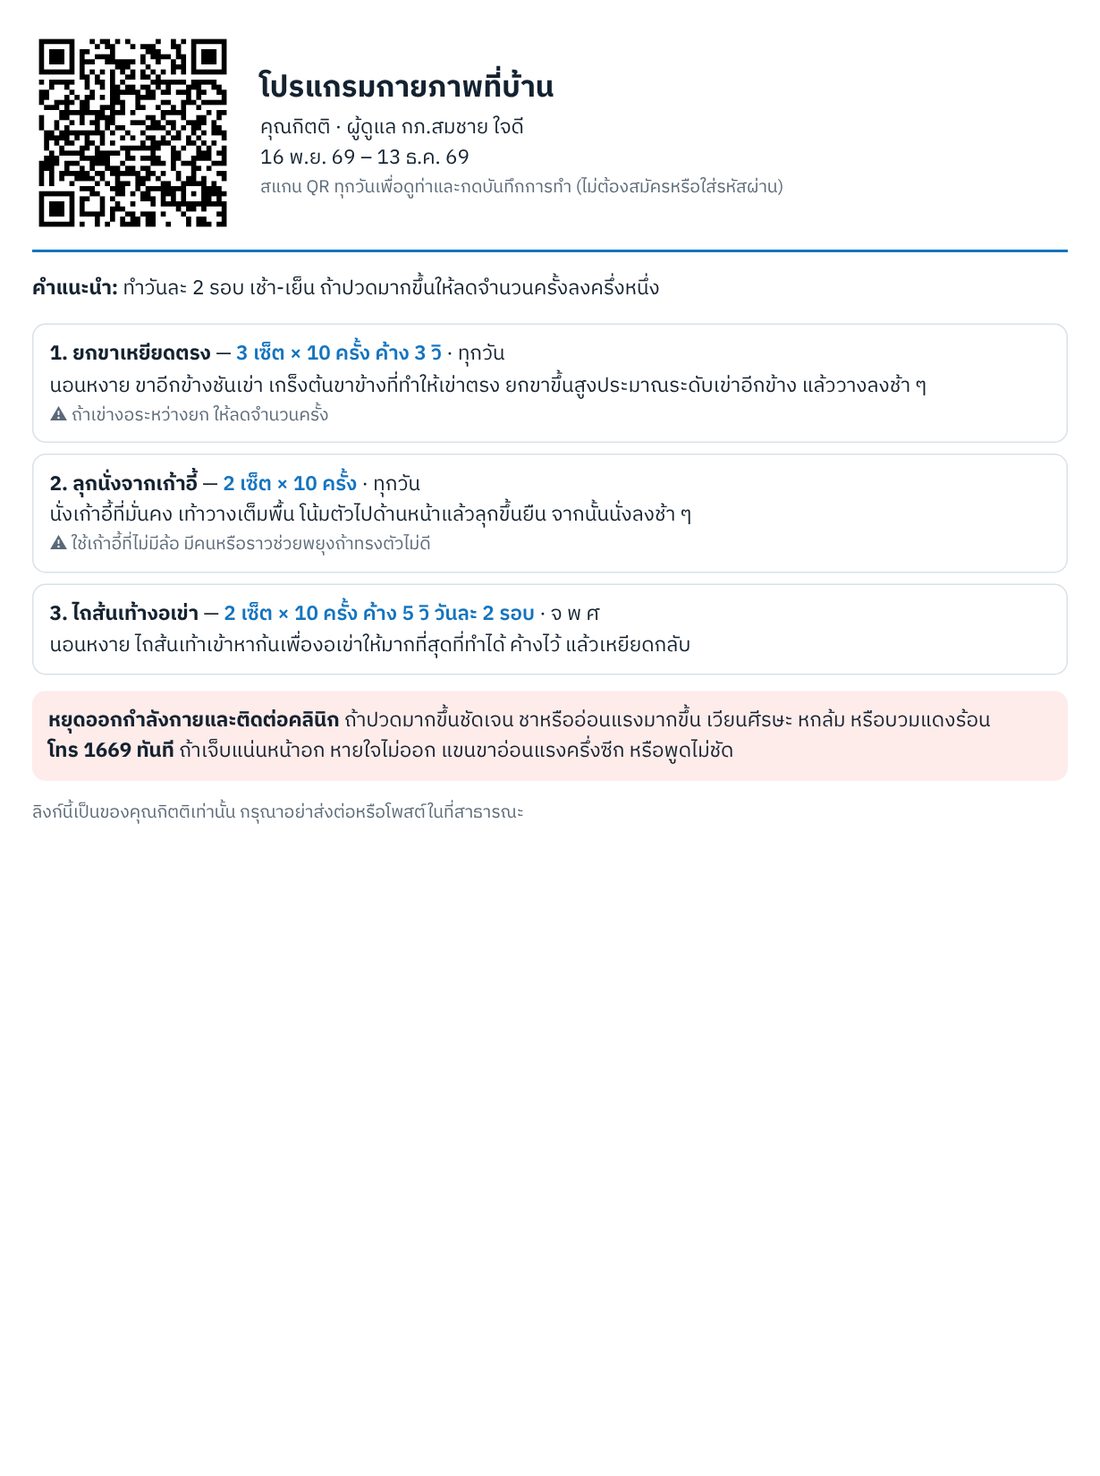 โปรแกรมกายภาพที่บ้าน
คุณกิตติ · ผู้ดูแล กภ.สมชาย ใจดี
16 พ.ย. 69 – 13 ธ.ค. 69
สแกน QR ทุกวันเพื่อดูท่าและกดบันทึกการทำ (ไม่ต้องสมัครหรือใส่รหัสผ่าน)
คำแนะนำ: ทำวันละ 2 รอบ เช้า-เย็น ถ้าปวดมากขึ้นให้ลดจำนวนครั้งลงครึ่งหนึ่ง
1. ยกขาเหยียดตรง — 3 เซ็ต × 10 ครั้ง ค้าง 3 วิ · ทุกวัน
นอนหงาย ขาอีกข้างชันเข่า เกร็งต้นขาข้างที่ทำให้เข่าตรง ยกขาขึ้นสูงประมาณระดับเข่าอีกข้าง แล้ววางลงช้า ๆ
⚠ ถ้าเข่างอระหว่างยก ให้ลดจำนวนครั้ง
2. ลุกนั่งจากเก้าอี้ — 2 เซ็ต × 10 ครั้ง · ทุกวัน
นั่งเก้าอี้ที่มั่นคง เท้าวางเต็มพื้น โน้มตัวไปด้านหน้าแล้วลุกขึ้นยืน จากนั้นนั่งลงช้า ๆ
⚠ ใช้เก้าอี้ที่ไม่มีล้อ มีคนหรือราวช่วยพยุงถ้าทรงตัวไม่ดี
3. ไถส้นเท้างอเข่า — 2 เซ็ต × 10 ครั้ง ค้าง 5 วิ วันละ 2 รอบ · จ พ ศ
นอนหงาย ไถส้นเท้าเข้าหาก้นเพื่องอเข่าให้มากที่สุดที่ทำได้ ค้างไว้ แล้วเหยียดกลับ
หยุดออกกำลังกายและติดต่อคลินิก ถ้าปวดมากขึ้นชัดเจน ชาหรืออ่อนแรงมากขึ้น เวียนศีรษะ หกล้ม หรือบวมแดงร้อน
โทร 1669 ทันที ถ้าเจ็บแน่นหน้าอก หายใจไม่ออก แขนขาอ่อนแรงครึ่งซีก หรือพูดไม่ชัด
ลิงก์นี้เป็นของคุณกิตติเท่านั้น กรุณาอย่าส่งต่อหรือโพสต์ในที่สาธารณะ